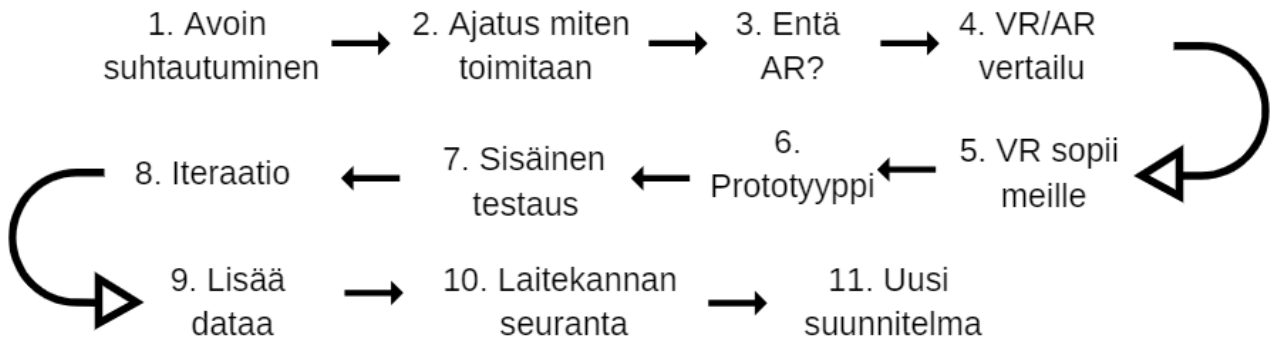 1. Avoin
suhtautuminen
2. Ajatus miten
toimitaan
3. Entä
AR?
4. VR/AR
vertailu
5. VR sopii
meille
6.
Prototyyppi
7. Sisäinen
testaus
8. Iteraatio
9. Lisää
dataa
10. Laitekannan
seuranta
11. Uusi
suunnitelma